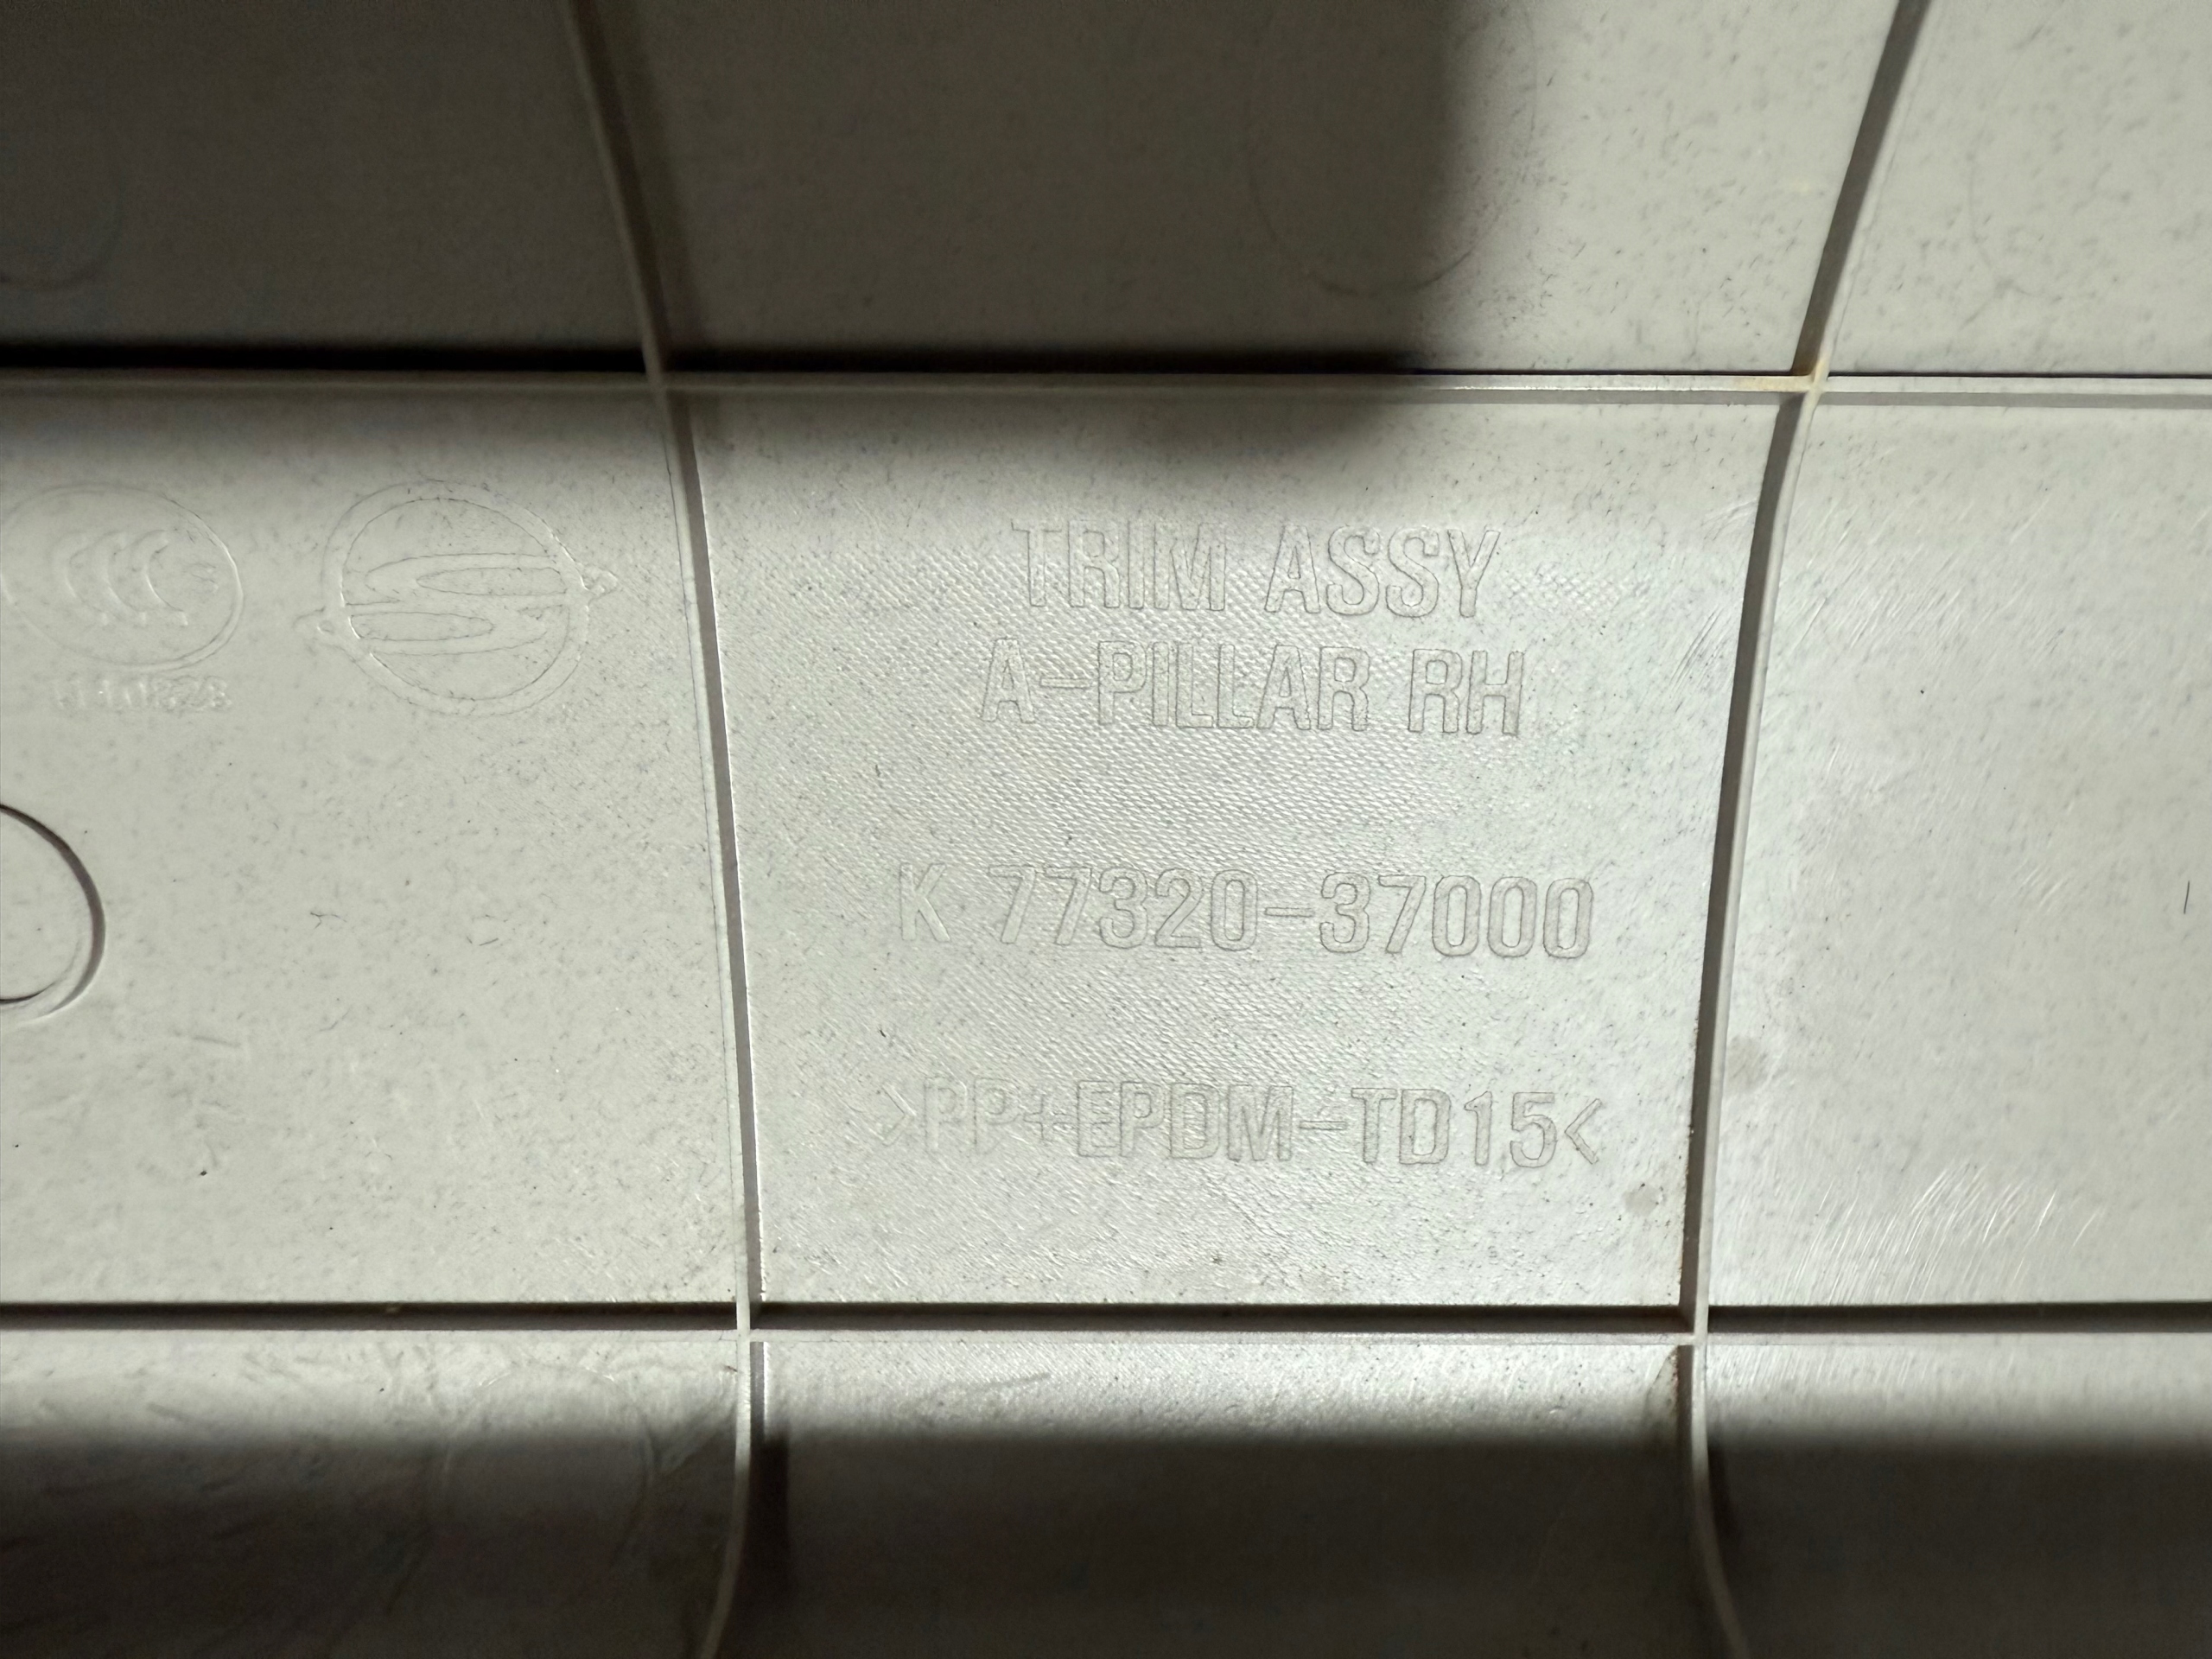 TRIM ASSY
A-PILLAR RH
K 77320-37000
>PP+EPDM-TD15<